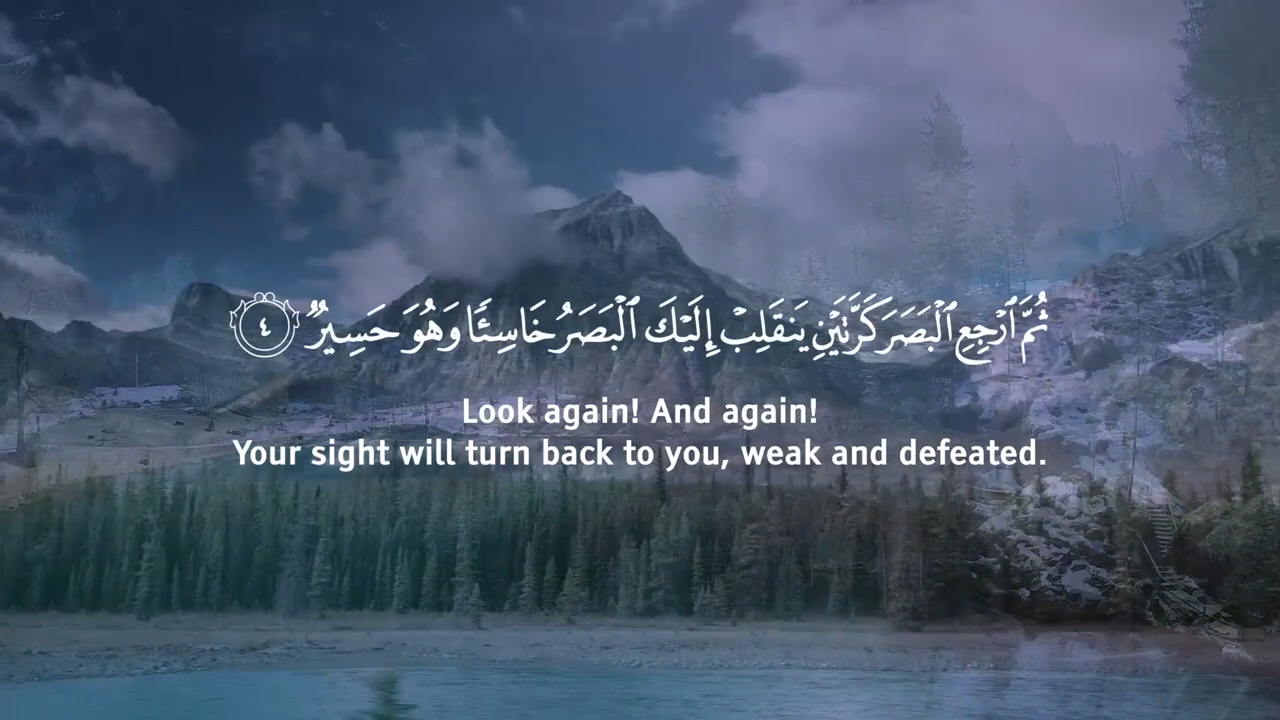 ثُمَّ ٱرْجِعِ ٱلْبَصَرَ كَرَّتَيْنِ يَنقَلِبْ إِلَيْكَ ٱلْبَصَرُ خَاسِئًا وَهُوَ حَسِيرٌ ٤
Look again! And again!
Your sight will turn back to you, weak and defeated.